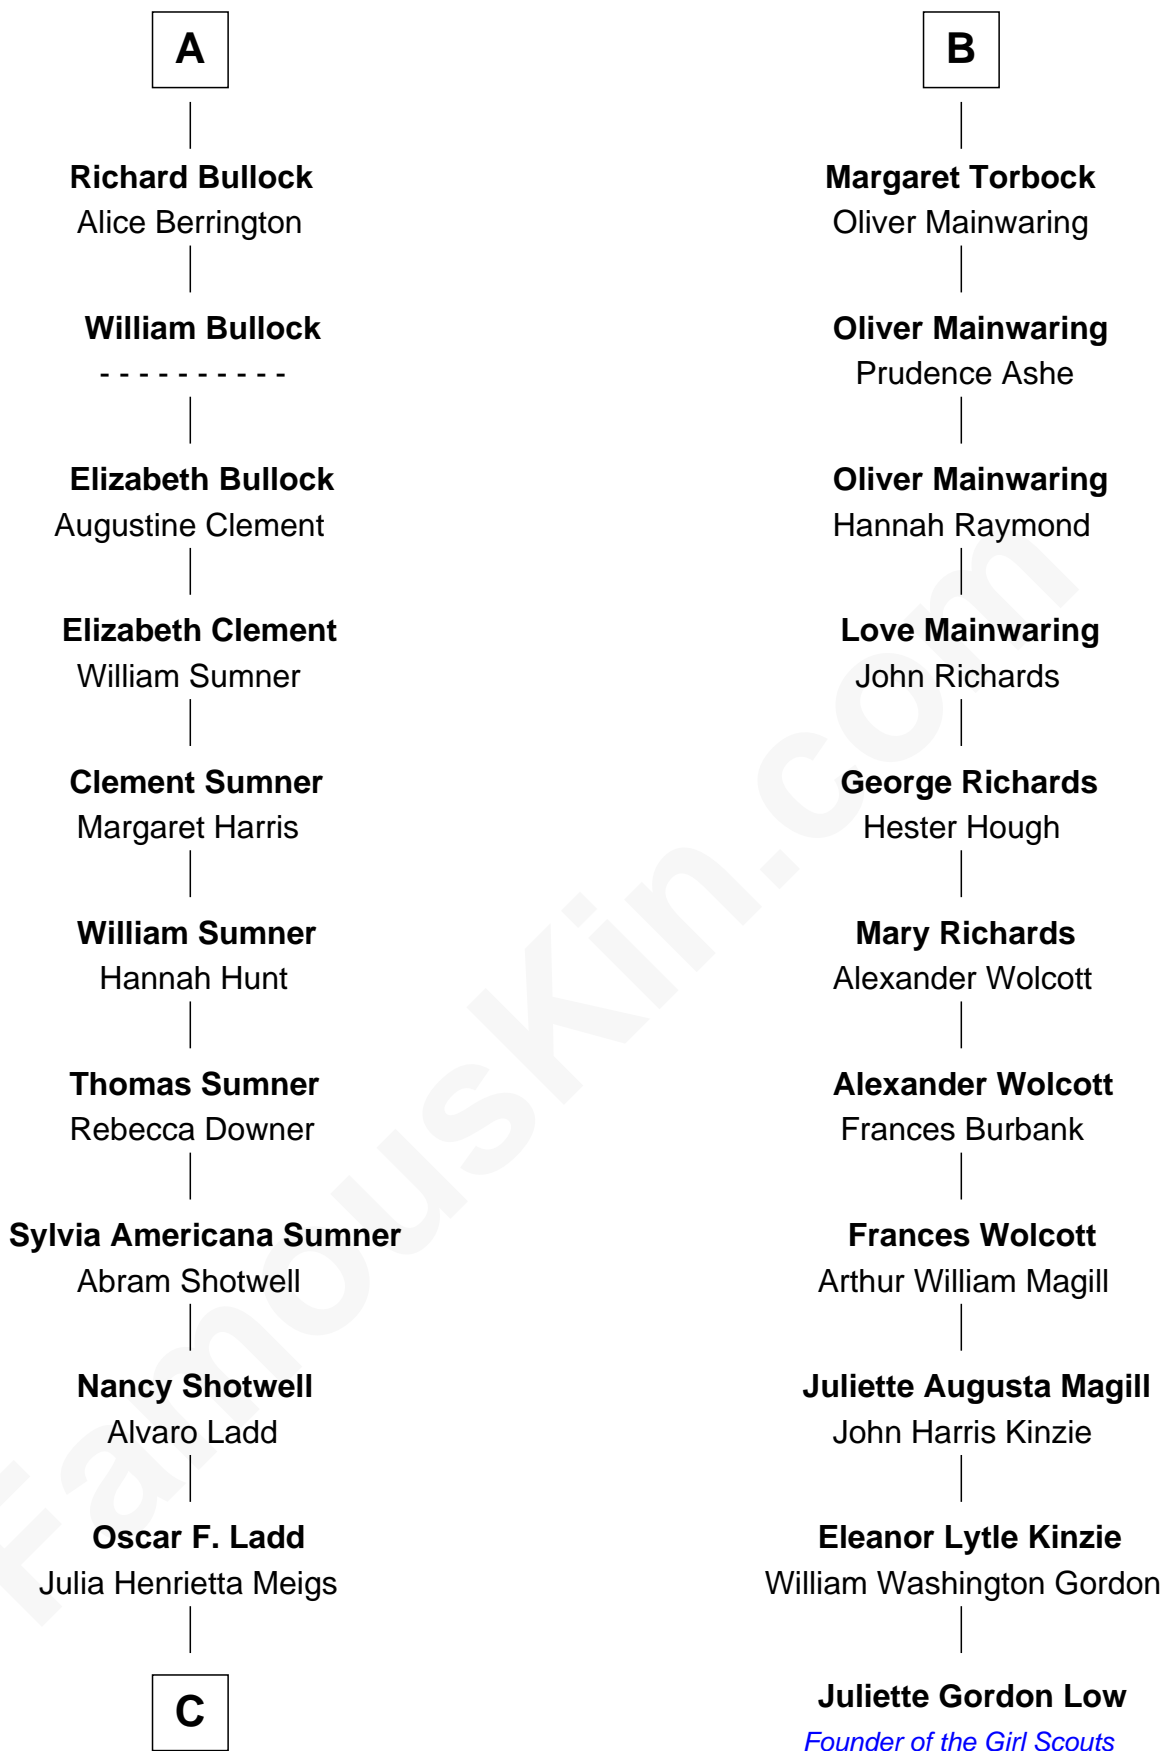 A
Richard Bullock
Alice Berrington
William Bullock
- - - - - - - - - -
Elizabeth Bullock
Augustine Clement
Elizabeth Clement
William Sumner
Clement Sumner
Margaret Harris
William Sumner
Hannah Hunt
Thomas Sumner
Rebecca Downer
Sylvia Americana Sumner
Abram Shotwell
Nancy Shotwell
Alvaro Ladd
Oscar F. Ladd
Julia Henrietta Meigs
C
B
Margaret Torbock
Oliver Mainwaring
Oliver Mainwaring
Prudence Ashe
Oliver Mainwaring
Hannah Raymond
Love Mainwaring
John Richards
George Richards
Hester Hough
Mary Richards
Alexander Wolcott
Alexander Wolcott
Frances Burbank
Frances Wolcott
Arthur William Magill
Juliette Augusta Magill
John Harris Kinzie
Eleanor Lytle Kinzie
William Washington Gordon
Juliette Gordon Low
Founder of the Girl Scouts
FamousKin.com